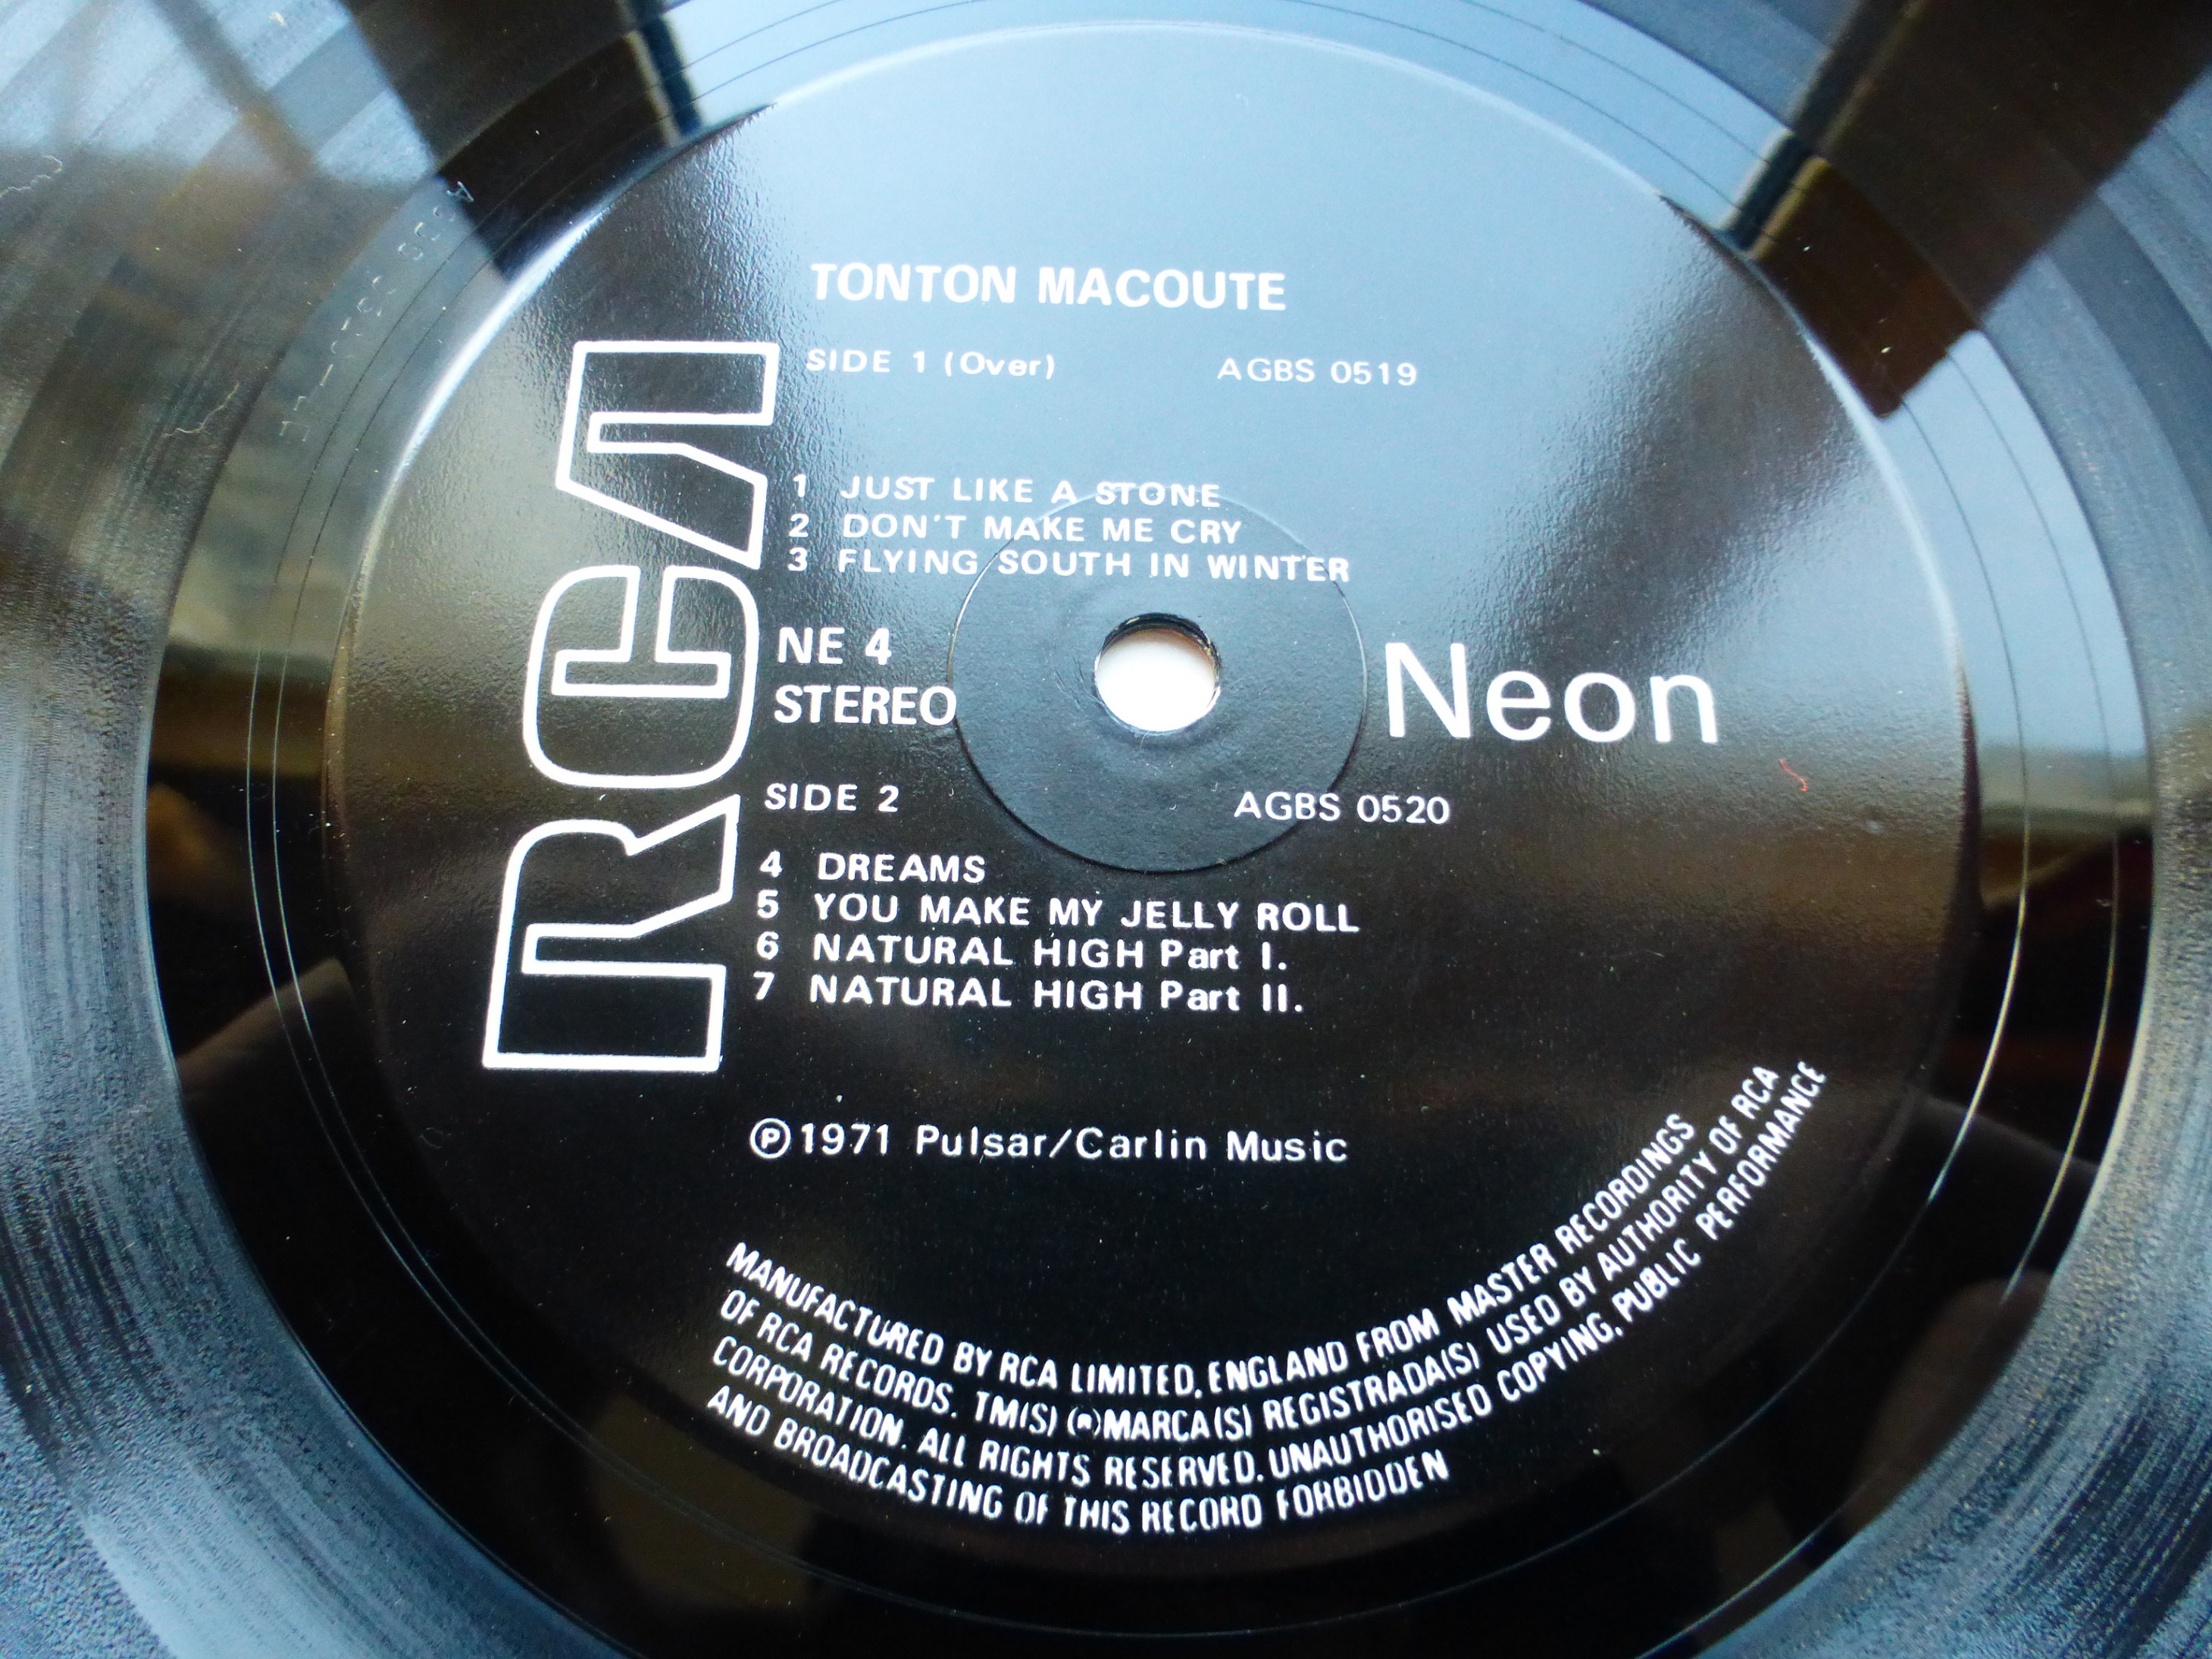 TONTON MACOUTE
SIDE 1 (Over) AGBS 0519
1 JUST LIKE A STONE
2 DON'T MAKE ME CRY
3 FLYING SOUTH IN WINTER
RCA
NE 4
STEREO
Neon
SIDE 2 AGBS 0520
4 DREAMS
5 YOU MAKE MY JELLY ROLL
6 NATURAL HIGH Part I.
7 NATURAL HIGH Part II.
℗1971 Pulsar/Carlin Music
MANUFACTURED BY RCA LIMITED, ENGLAND FROM MASTER RECORDINGS
OF RCA RECORDS. TM(S) ® MARCA(S) REGISTRADA(S) USED BY AUTHORITY OF RCA
CORPORATION. ALL RIGHTS RESERVED. UNAUTHORISED COPYING, PUBLIC PERFORMANCE
AND BROADCASTING OF THIS RECORD FORBIDDEN